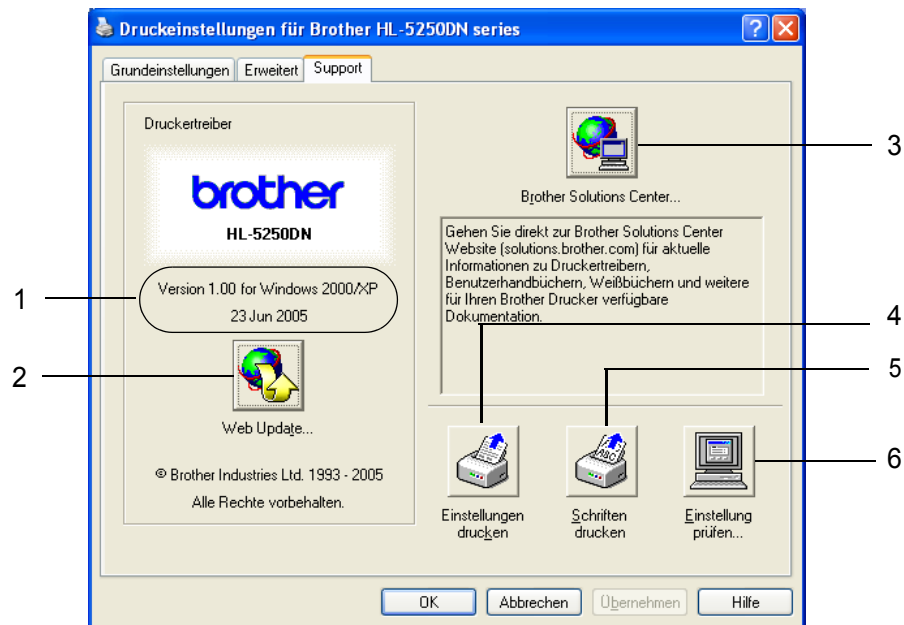 Druckeinstellungen für Brother HL-5250DN series
Grundeinstellungen
Erweitert
Support
Druckertreiber
brother
HL-5250DN
Version 1.00 for Windows 2000/XP
23 Jun 2005
Web Update...
© Brother Industries Ltd. 1993 - 2005
Alle Rechte vorbehalten.
Brother Solutions Center...
Gehen Sie direkt zur Brother Solutions Center
Website (solutions.brother.com) für aktuelle
Informationen zu Druckertreibern,
Benutzerhandbüchern, Weißbüchern und weitere
für Ihren Brother Drucker verfügbare
Dokumentation.
Einstellungen
drucken
ABC
Schriften
drucken
Einstellung
prüfen...
OK
Abbrechen
Übernehmen
Hilfe
1
2
3
4
5
6